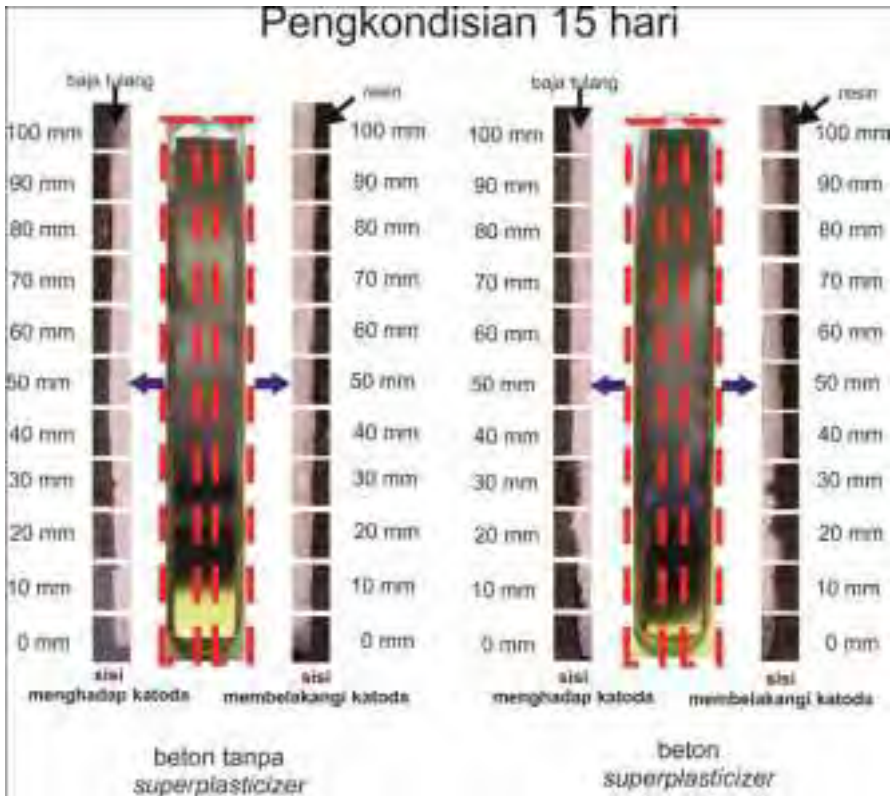 Pengkondisian 15 hari
baja tulang
resin
100 mm
90 mm
80 mm
70 mm
60 mm
50 mm
40 mm
30 mm
20 mm
10 mm
0 mm
100 mm
90 mm
80 mm
70 mm
60 mm
50 mm
40 mm
30 mm
20 mm
10 mm
0 mm
sisi
menghadap katoda
sisi
membelakangi katoda
beton tanpa
superplasticizer
baja tulang
resin
100 mm
90 mm
80 mm
70 mm
60 mm
50 mm
40 mm
30 mm
20 mm
10 mm
0 mm
100 mm
90 mm
80 mm
70 mm
60 mm
50 mm
40 mm
30 mm
20 mm
10 mm
0 mm
sisi
menghadap katoda
sisi
membelakangi katoda
beton
superplasticizer